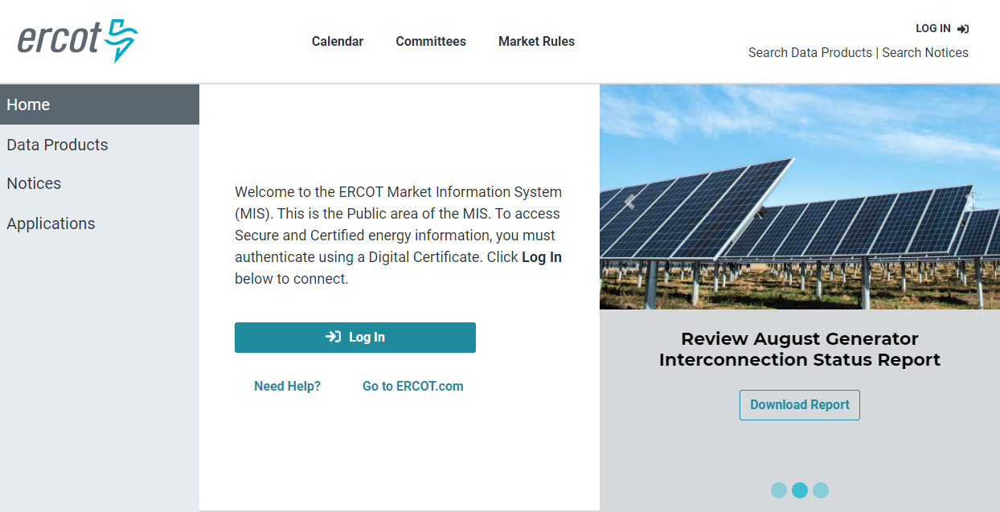 ercot
Calendar
Committees
Market Rules
LOG IN
Search Data Products | Search Notices
Home
Data Products
Notices
Applications
Welcome to the ERCOT Market Information System
(MIS). This is the Public area of the MIS. To access
Secure and Certified energy information, you must
authenticate using a Digital Certificate. Click Log In
below to connect.
Log In
Need Help?
Go to ERCOT.com
Review August Generator
Interconnection Status Report
Download Report